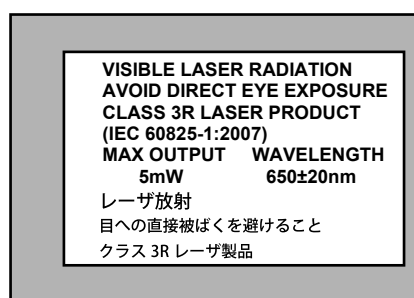 VISIBLE LASER RADIATION
AVOID DIRECT EYE EXPOSURE
CLASS 3R LASER PRODUCT
(IEC 60825-1:2007)
MAX OUTPUT WAVELENGTH
5mW 650±20nm
レーザ放射
目への直接被ばくを避けること
クラス 3R レーザ製品